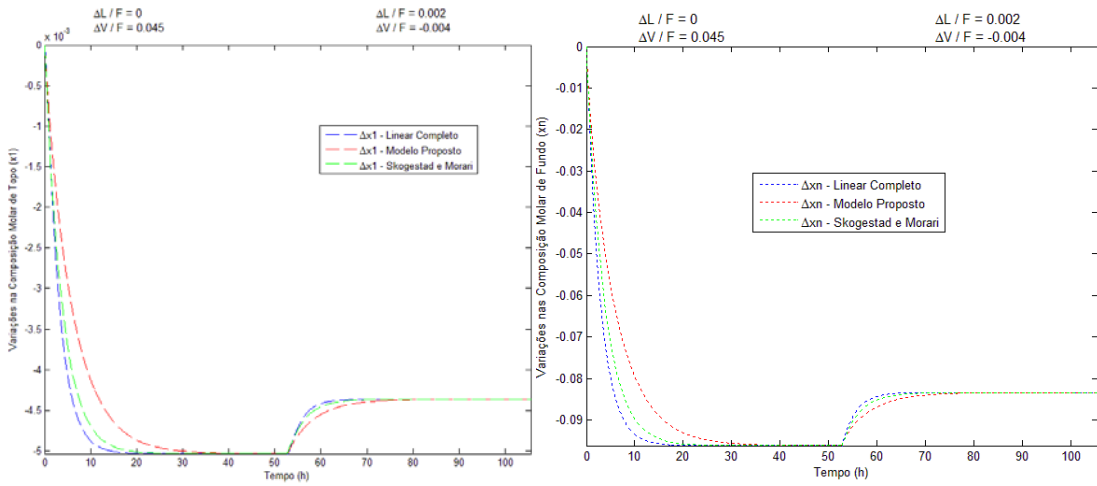 ΔL / F = 0
ΔV / F = 0.045
ΔL / F = 0.002
ΔV / F = -0.004
x 10⁻³
0
-0.5
-1
-1.5
-2
-2.5
-3
-3.5
-4
-4.5
-5
Variações na Composição Molar de Topo (x1)
Δx1 - Linear Completo
Δx1 - Modelo Proposto
Δx1 - Skogestad e Morari
0 10 20 30 40 50 60 70 80 90 100
Tempo (h)
ΔL / F = 0
ΔV / F = 0.045
ΔL / F = 0.002
ΔV / F = -0.004
0
-0.01
-0.02
-0.03
-0.04
-0.05
-0.06
-0.07
-0.08
-0.09
Variações nas Composição Molar de Fundo (xn)
Δxn - Linear Completo
Δxn - Modelo Proposto
Δxn - Skogestad e Morari
0 10 20 30 40 50 60 70 80 90 100
Tempo (h)